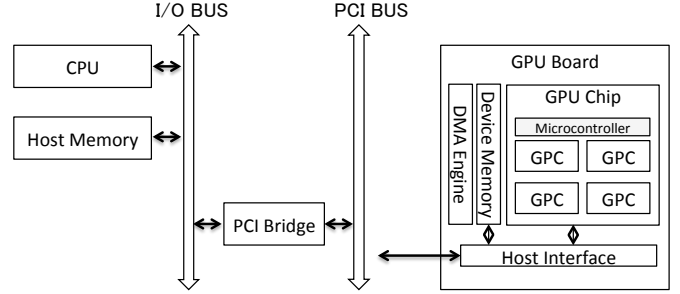 I/O BUS
PCI BUS
CPU
Host Memory
PCI Bridge
GPU Board
DMA Engine
Device Memory
GPU Chip
Microcontroller
GPC GPC
GPC GPC
Host Interface